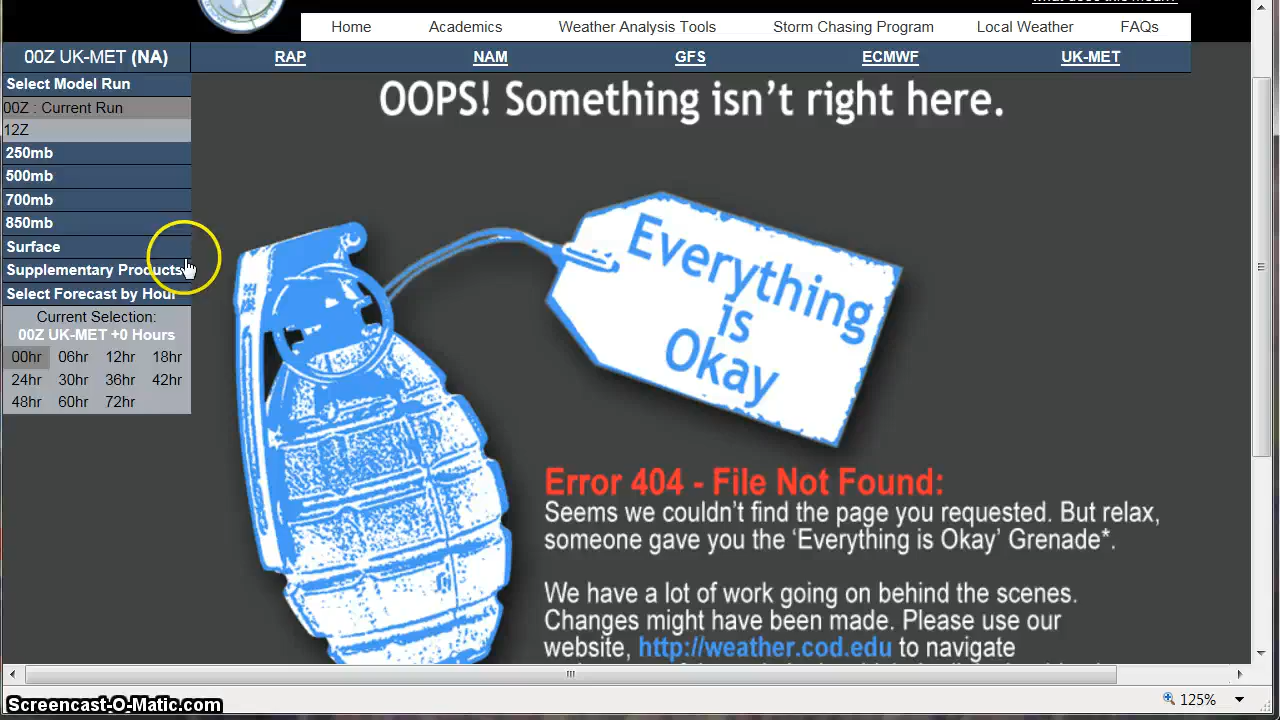 what does this mean?
Home Academics Weather Analysis Tools Storm Chasing Program Local Weather FAQs
00Z UK-MET (NA) RAP NAM GFS ECMWF UK-MET
Select Model Run
00Z : Current Run
12Z
250mb
500mb
700mb
850mb
Surface
Supplementary Products
Select Forecast by Hour
Current Selection:
00Z UK-MET +0 Hours
00hr 06hr 12hr 18hr
24hr 30hr 36hr 42hr
48hr 60hr 72hr
OOPS! Something isn't right here.
Everything
is
Okay
Error 404 - File Not Found:
Seems we couldn't find the page you requested. But relax,
someone gave you the 'Everything is Okay' Grenade*.
We have a lot of work going on behind the scenes.
Changes might have been made. Please use our
website, http://weather.cod.edu to navigate
125%
Screencast-O-Matic.com